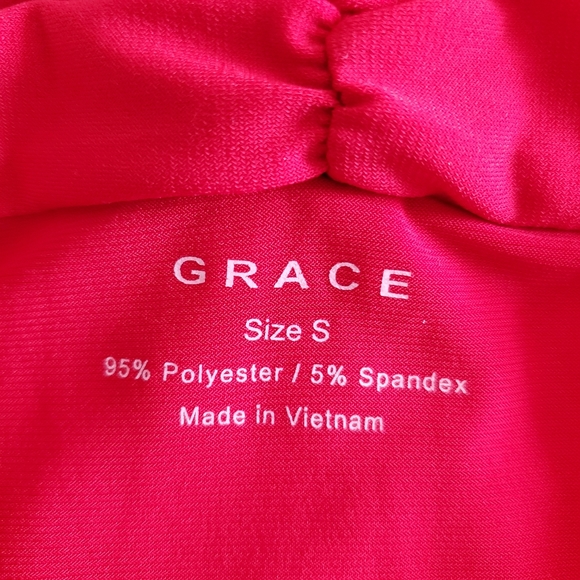 GRACE
Size S
95% Polyester / 5% Spandex
Made in Vietnam